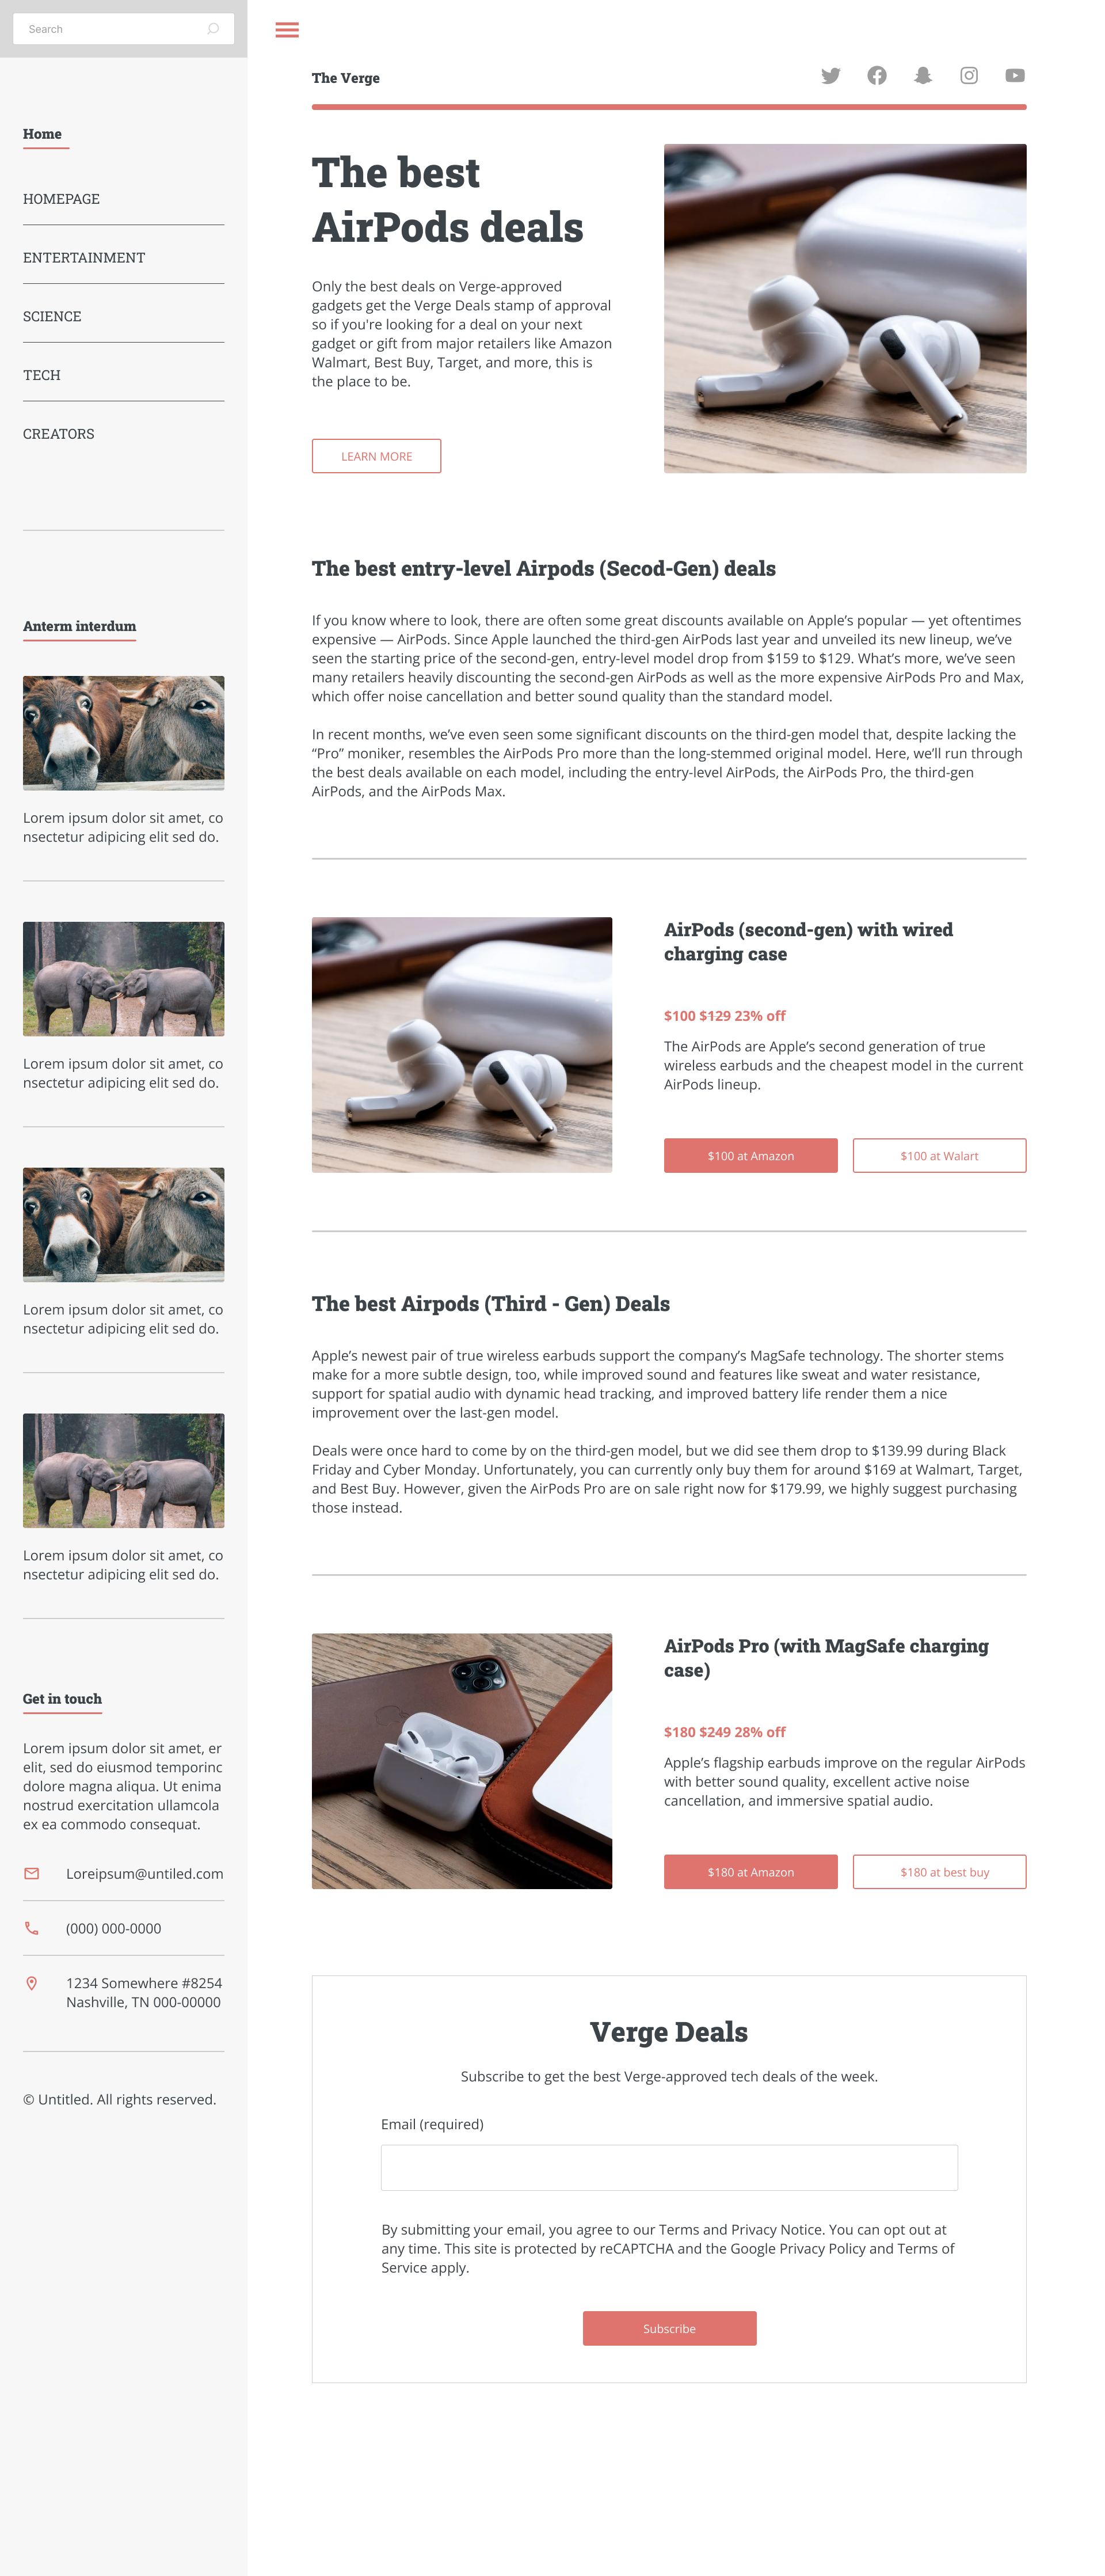 Search
Home
HOMEPAGE
ENTERTAINMENT
SCIENCE
TECH
CREATORS
Anterm interdum
Lorem ipsum dolor sit amet, co
nsectetur adipicing elit sed do.
Lorem ipsum dolor sit amet, co
nsectetur adipicing elit sed do.
Lorem ipsum dolor sit amet, co
nsectetur adipicing elit sed do.
Lorem ipsum dolor sit amet, co
nsectetur adipicing elit sed do.
Get in touch
Lorem ipsum dolor sit amet, er
elit, sed do eiusmod temporinc
dolore magna aliqua. Ut enima
nostrud exercitation ullamcola
ex ea commodo consequat.
Loreipsum@untiled.com
(000) 000-0000
1234 Somewhere #8254
Nashville, TN 000-00000
© Untitled. All rights reserved.
The Verge
The best
AirPods deals
Only the best deals on Verge-approved
gadgets get the Verge Deals stamp of approval
so if you're looking for a deal on your next
gadget or gift from major retailers like Amazon
Walmart, Best Buy, Target, and more, this is
the place to be.
LEARN MORE
The best entry-level Airpods (Secod-Gen) deals
If you know where to look, there are often some great discounts available on Apple’s popular — yet oftentimes
expensive — AirPods. Since Apple launched the third-gen AirPods last year and unveiled its new lineup, we’ve
seen the starting price of the second-gen, entry-level model drop from $159 to $129. What’s more, we’ve seen
many retailers heavily discounting the second-gen AirPods as well as the more expensive AirPods Pro and Max,
which offer noise cancellation and better sound quality than the standard model.
In recent months, we’ve even seen some significant discounts on the third-gen model that, despite lacking the
“Pro” moniker, resembles the AirPods Pro more than the long-stemmed original model. Here, we’ll run through
the best deals available on each model, including the entry-level AirPods, the AirPods Pro, the third-gen
AirPods, and the AirPods Max.
AirPods (second-gen) with wired
charging case
$100 $129 23% off
The AirPods are Apple’s second generation of true
wireless earbuds and the cheapest model in the current
AirPods lineup.
$100 at Amazon
$100 at Walart
The best Airpods (Third - Gen) Deals
Apple’s newest pair of true wireless earbuds support the company’s MagSafe technology. The shorter stems
make for a more subtle design, too, while improved sound and features like sweat and water resistance,
support for spatial audio with dynamic head tracking, and improved battery life render them a nice
improvement over the last-gen model.
Deals were once hard to come by on the third-gen model, but we did see them drop to $139.99 during Black
Friday and Cyber Monday. Unfortunately, you can currently only buy them for around $169 at Walmart, Target,
and Best Buy. However, given the AirPods Pro are on sale right now for $179.99, we highly suggest purchasing
those instead.
AirPods Pro (with MagSafe charging
case)
$180 $249 28% off
Apple’s flagship earbuds improve on the regular AirPods
with better sound quality, excellent active noise
cancellation, and immersive spatial audio.
$180 at Amazon
$180 at best buy
Verge Deals
Subscribe to get the best Verge-approved tech deals of the week.
Email (required)
By submitting your email, you agree to our Terms and Privacy Notice. You can opt out at
any time. This site is protected by reCAPTCHA and the Google Privacy Policy and Terms of
Service apply.
Subscribe